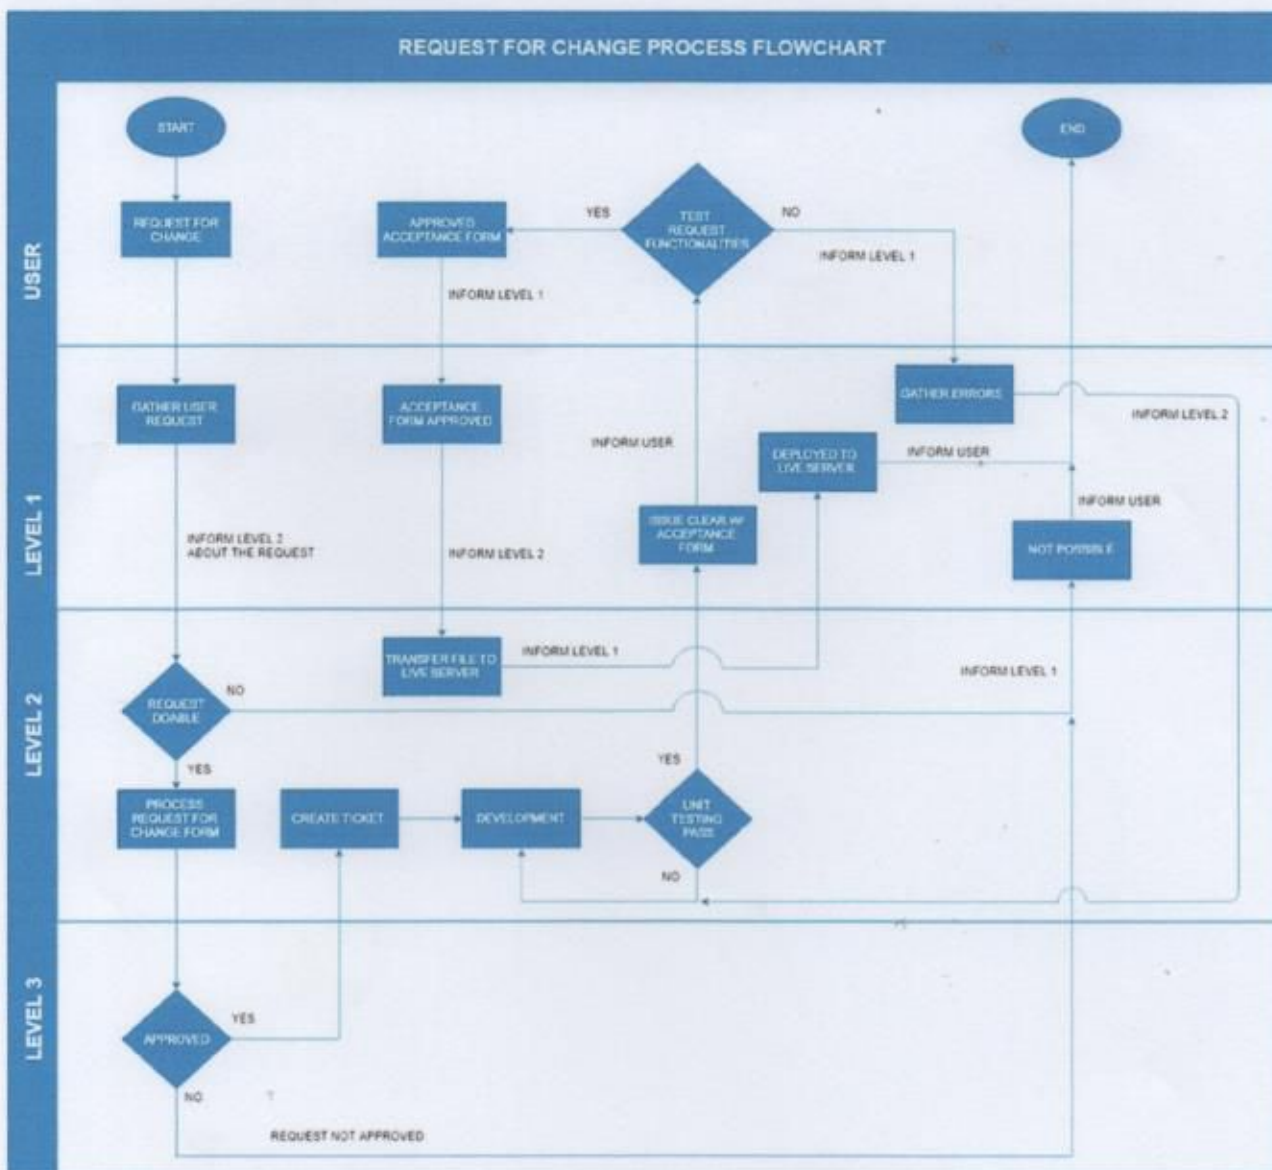 REQUEST FOR CHANGE PROCESS FLOWCHART
USER
START
END
REQUEST FOR
CHANGE
APPROVED
ACCEPTANCE FORM
YES
TEST
REQUEST
FUNCTIONALITIES
NO
INFORM LEVEL 1
INFORM LEVEL 1
LEVEL 1
GATHER USER
REQUEST
ACCEPTANCE
FORM APPROVED
GATHER ERRORS
INFORM LEVEL 2
INFORM USER
DEPLOYED TO
LIVE SERVER
INFORM USER
INFORM USER
ISSUE CLEAR W/
ACCEPTANCE
FORM
NOT POSSIBLE
INFORM LEVEL 2
ABOUT THE REQUEST
INFORM LEVEL 2
LEVEL 2
TRANSFER FILE TO
LIVE SERVER
INFORM LEVEL 1
INFORM LEVEL 1
REQUEST
DOABLE
NO
YES
YES
PROCESS
REQUEST FOR
CHANGE FORM
CREATE TICKET
DEVELOPMENT
UNIT
TESTING
PASS
NO
LEVEL 3
APPROVED
YES
NO
REQUEST NOT APPROVED